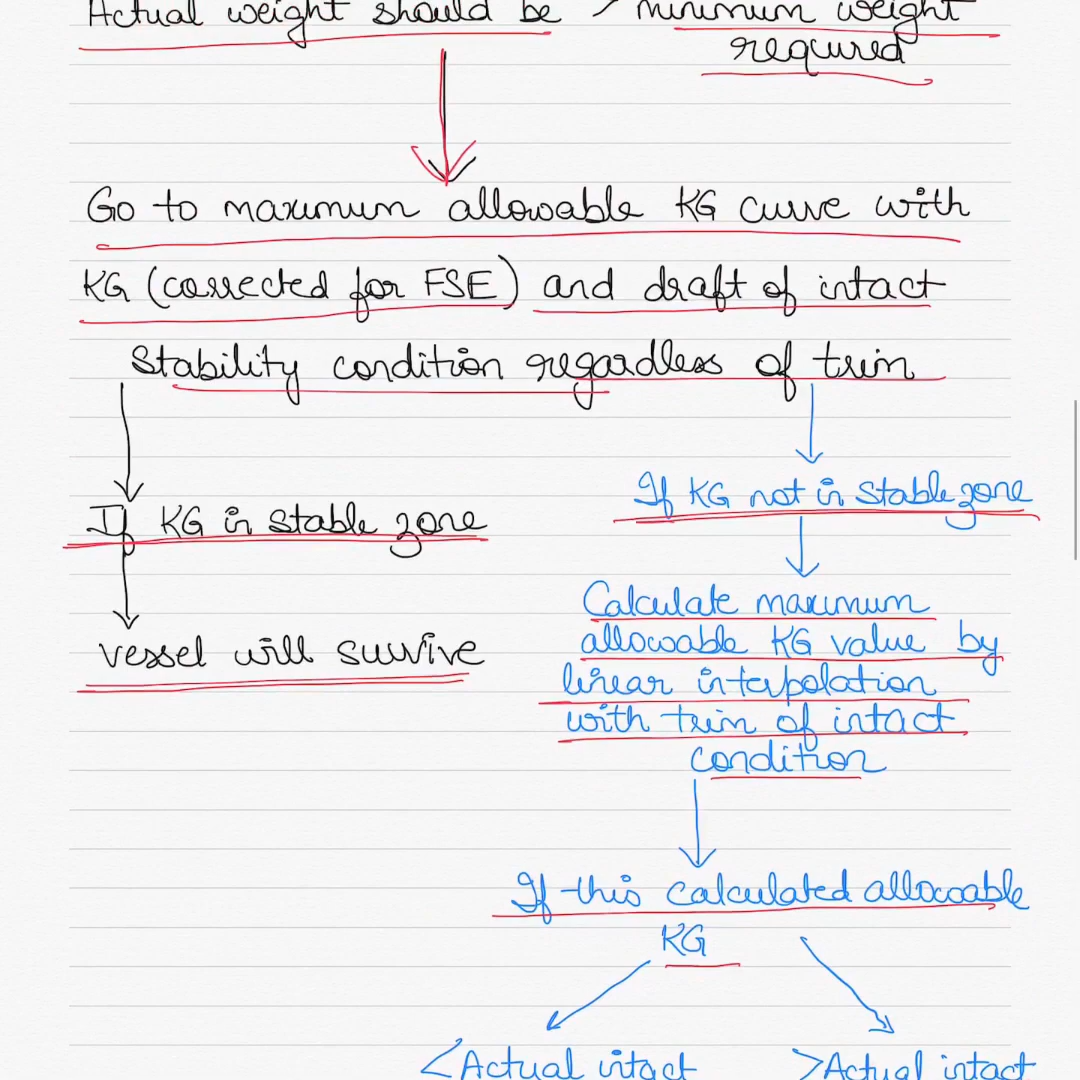 Actual weight should be > minimum weight
required
Go to maximum allowable KG curve with
KG (corrected for FSE) and draft of intact
stability condition regardless of trim
If KG in stable zone
vessel will survive
If KG not in stable zone
Calculate maximum
allowable KG value by
linear interpolation
with trim of intact
condition
If this calculated allowable
KG
<Actual intact
>Actual intact